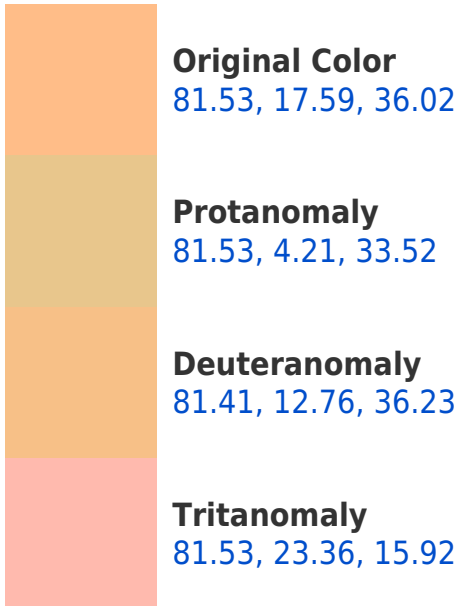 Original Color
81.53, 17.59, 36.02
Protanomaly
81.53, 4.21, 33.52
Deuteranomaly
81.41, 12.76, 36.23
Tritanomaly
81.53, 23.36, 15.92